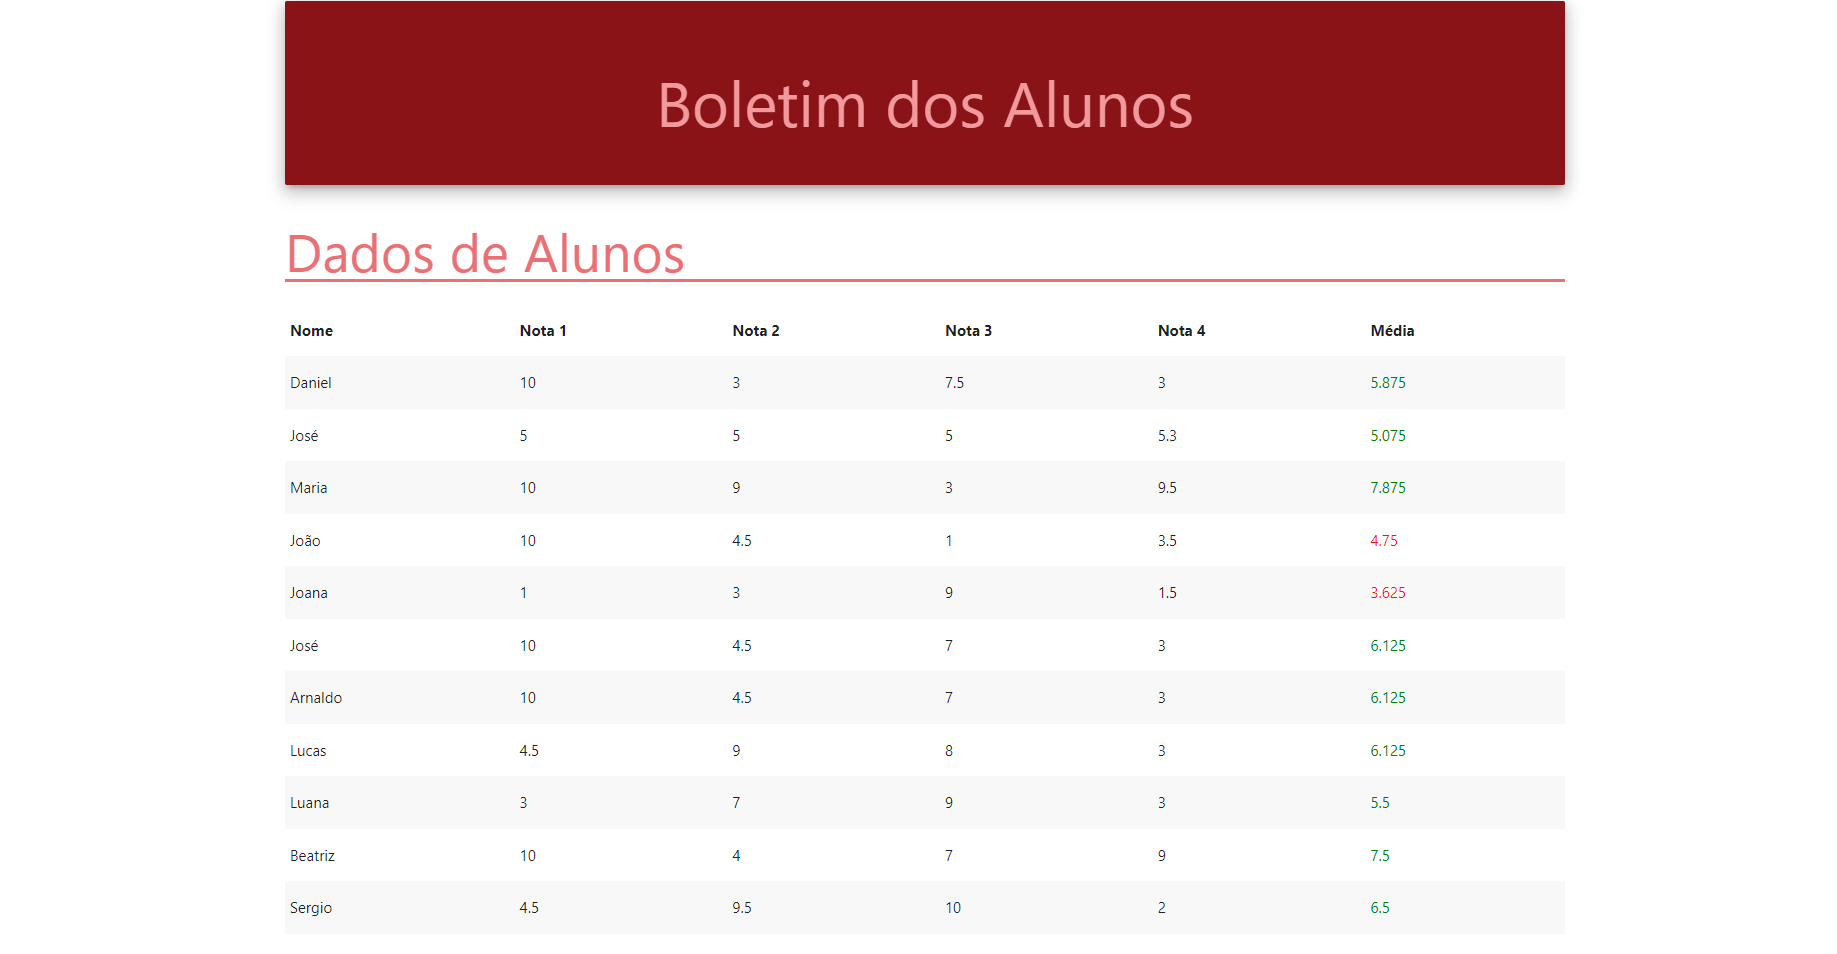 Boletim dos Alunos
Dados de Alunos
Nome Nota 1 Nota 2 Nota 3 Nota 4 Média
Daniel 10 3 7.5 3 5.875
José 5 5 5 5.3 5.075
Maria 10 9 3 9.5 7.875
João 10 4.5 1 3.5 4.75
Joana 1 3 9 1.5 3.625
José 10 4.5 7 3 6.125
Arnaldo 10 4.5 7 3 6.125
Lucas 4.5 9 8 3 6.125
Luana 3 7 9 3 5.5
Beatriz 10 4 7 9 7.5
Sergio 4.5 9.5 10 2 6.5